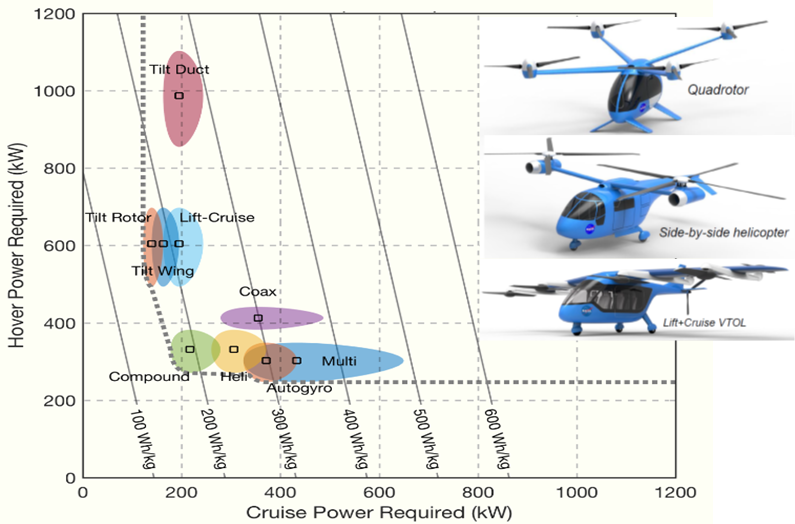 1200
1000
800
600
400
200
0
Hover Power Required (kW)
Tilt Duct
Tilt Rotor
Lift-Cruise
Tilt Wing
Coax
Compound
Heli
Multi
Autogyro
100 Wh/kg
200 Wh/kg
300 Wh/kg
400 Wh/kg
500 Wh/kg
600 Wh/kg
0
200
400
600
800
1000
1200
Cruise Power Required (kW)
Quadrotor
Side-by-side helicopter
Lift+Cruise VTOL